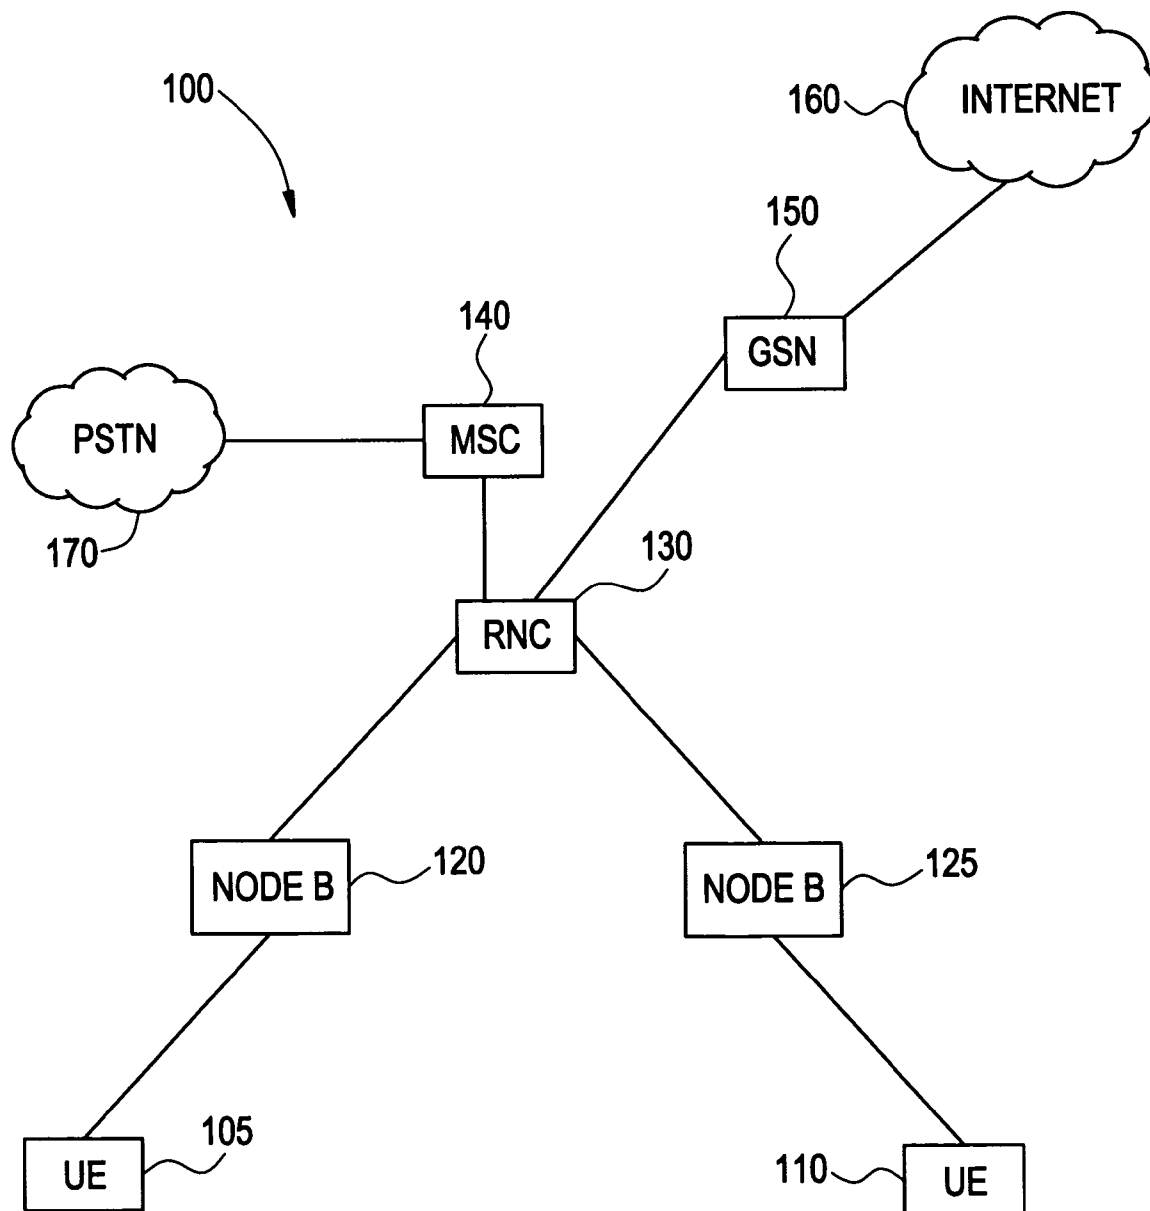 100
160
INTERNET
150
GSN
140
MSC
PSTN
170
130
RNC
NODE B
120
NODE B
125
UE
105
110
UE